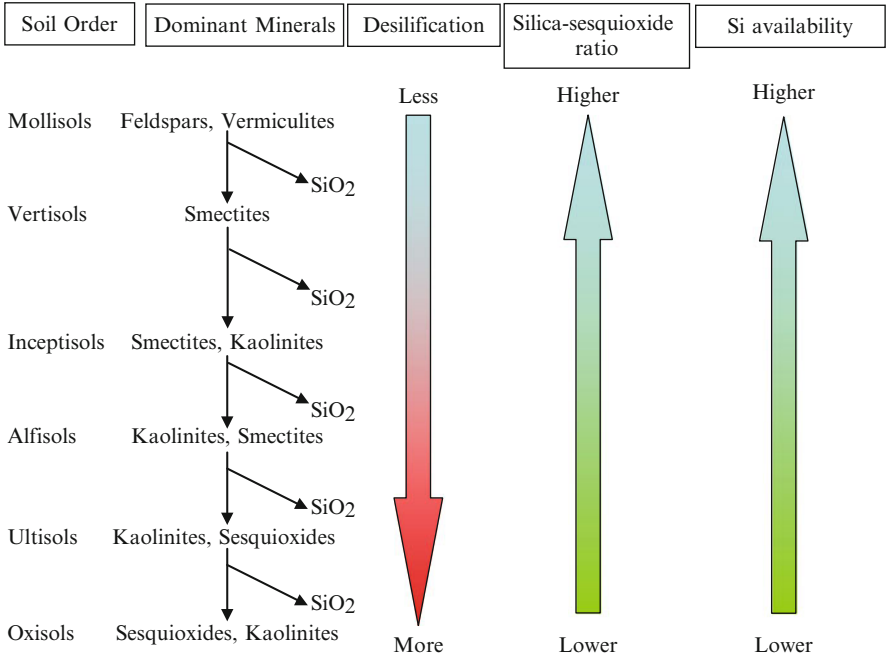 Soil Order
Dominant Minerals
Desilification
Silica-sesquioxide
ratio
Si availability
Less
Higher
Higher
Mollisols
Feldspars, Vermiculites
SiO2
Vertisols
Smectites
SiO2
Inceptisols
Smectites, Kaolinites
SiO2
Alfisols
Kaolinites, Smectites
SiO2
Ultisols
Kaolinites, Sesquioxides
SiO2
Oxisols
Sesquioxides, Kaolinites
More
Lower
Lower